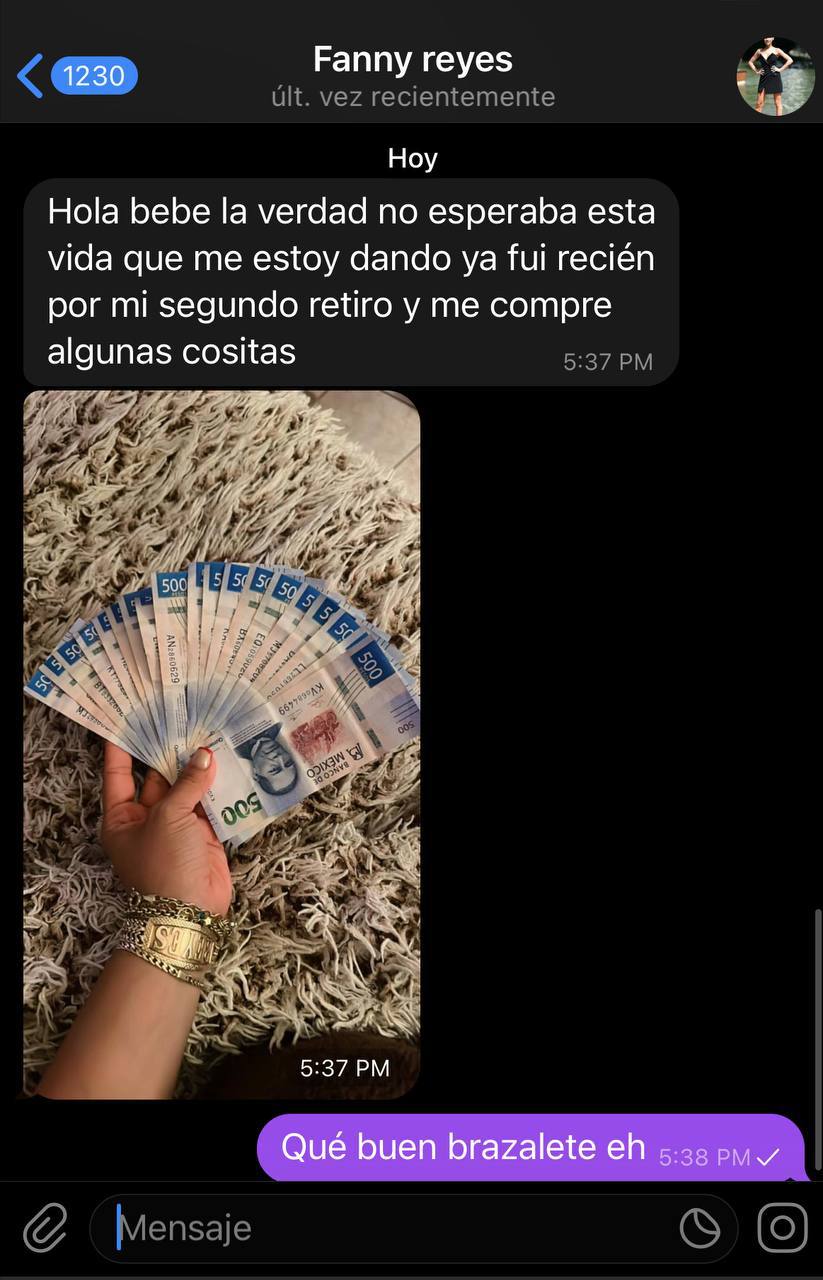 1230
Fanny reyes
últ. vez recientemente
Hoy
Hola bebe la verdad no esperaba esta
vida que me estoy dando ya fui recién
por mi segundo retiro y me compre
algunas cositas
5:37 PM
500
500
BANCO DE
MÉXICO
500
5:37 PM
Qué buen brazalete eh 5:38 PM
Mensaje